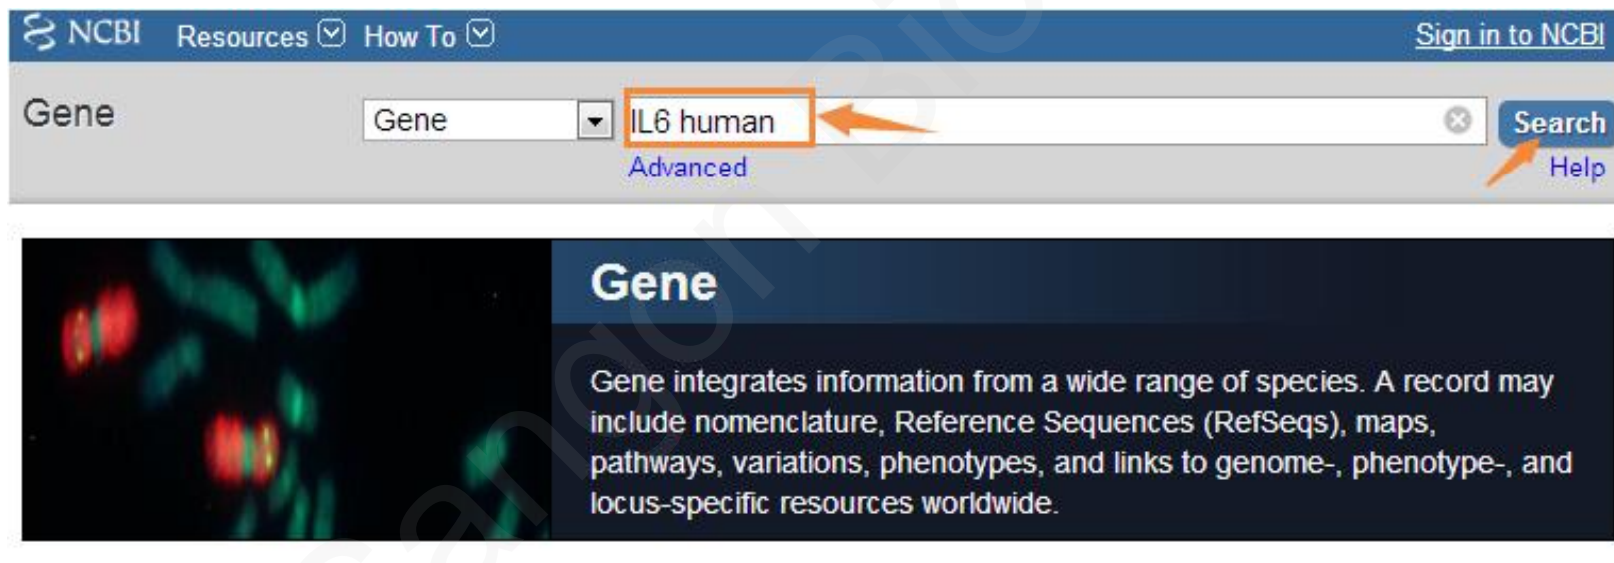 NCBI Resources How To Sign in to NCBI
Gene Gene IL6 human Search
Advanced Help
Gene
Gene integrates information from a wide range of species. A record may
include nomenclature, Reference Sequences (RefSeqs), maps,
pathways, variations, phenotypes, and links to genome-, phenotype-, and
locus-specific resources worldwide.